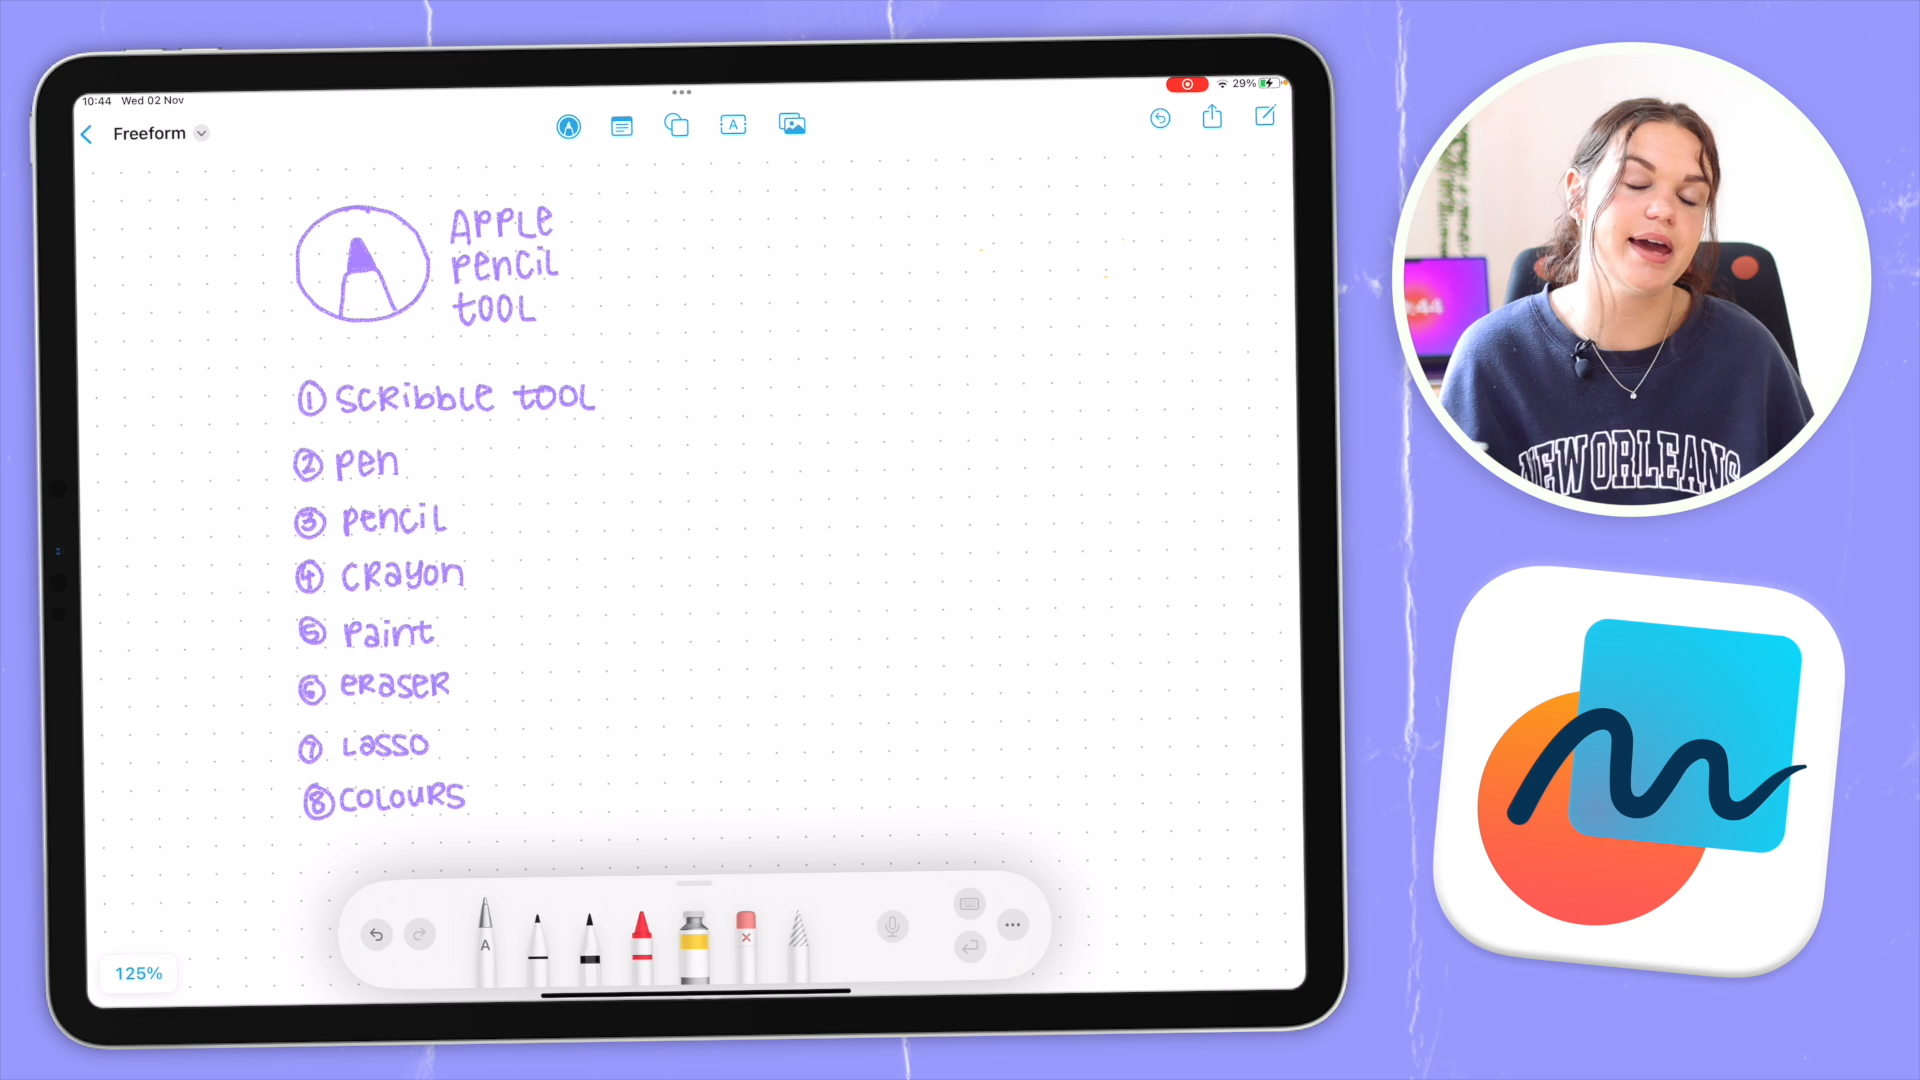 10:44 Wed 02 Nov
29%
Freeform
A
APPLE
PENCIL
TOOL
① SCRIBBLE TOOL
② PEN
③ PENCIL
④ CRAYON
⑤ PAINT
⑥ ERASER
⑦ LASSO
⑧ COLOURS
A
125%
NEW ORLEANS